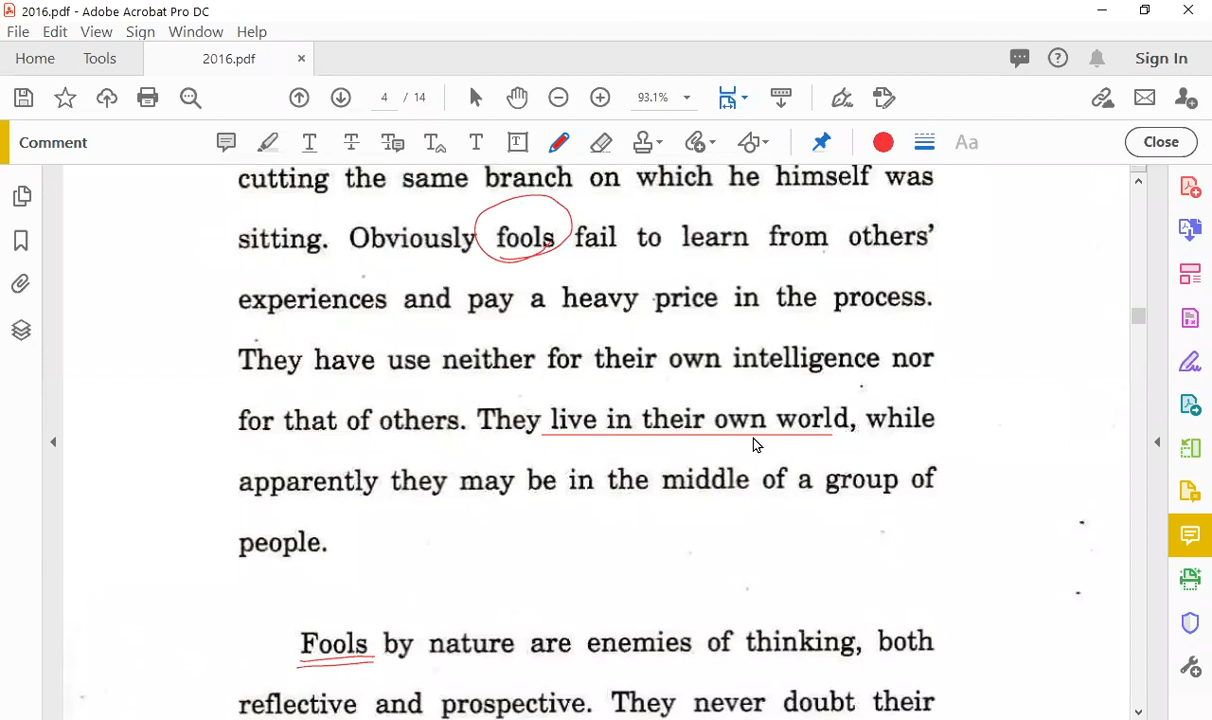 2016.pdf - Adobe Acrobat Pro DC
File Edit View Sign Window Help
Home Tools 2016.pdf × Sign In
4 / 14 93.1%
Comment T T T T T Aa Close
cutting the same branch on which he himself was
sitting. Obviously fools fail to learn from others'
experiences and pay a heavy price in the process.
They have use neither for their own intelligence nor
for that of others. They live in their own world, while
apparently they may be in the middle of a group of
people.
Fools by nature are enemies of thinking, both
reflective and prospective. They never doubt their